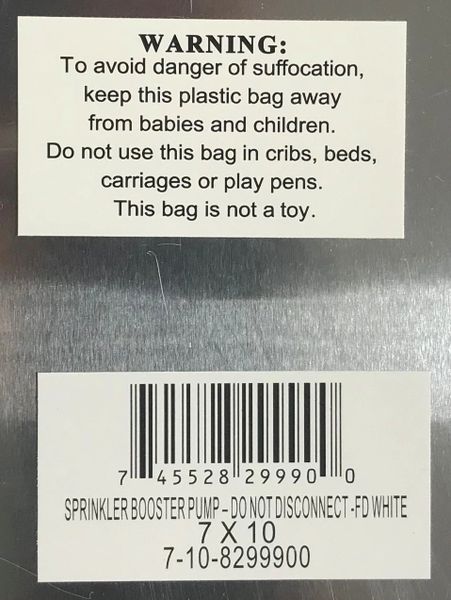 WARNING:
To avoid danger of suffocation,
keep this plastic bag away
from babies and children.
Do not use this bag in cribs, beds,
carriages or play pens.
This bag is not a toy.
7 45528 29990 0
SPRINKLER BOOSTER PUMP - DO NOT DISCONNECT -FD WHITE
7 X 10
7-10-8299900